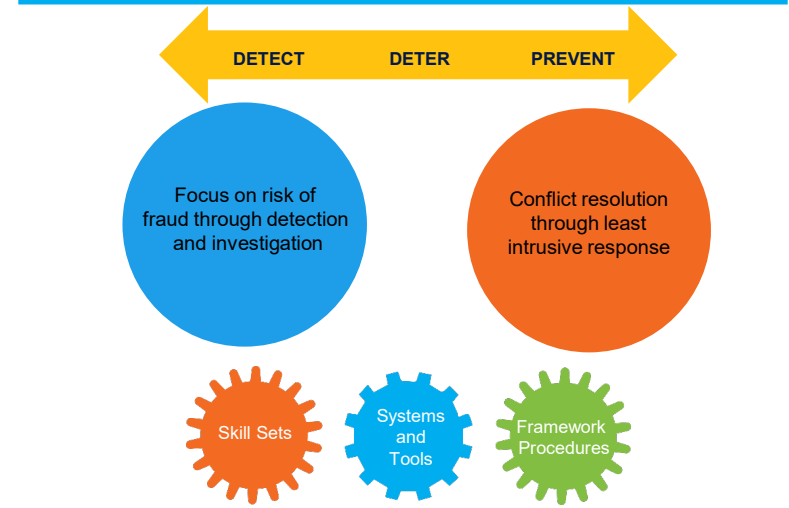 DETECT DETER PREVENT
Focus on risk of
fraud through detection
and investigation
Conflict resolution
through least
intrusive response
Skill Sets
Systems
and
Tools
Framework
Procedures